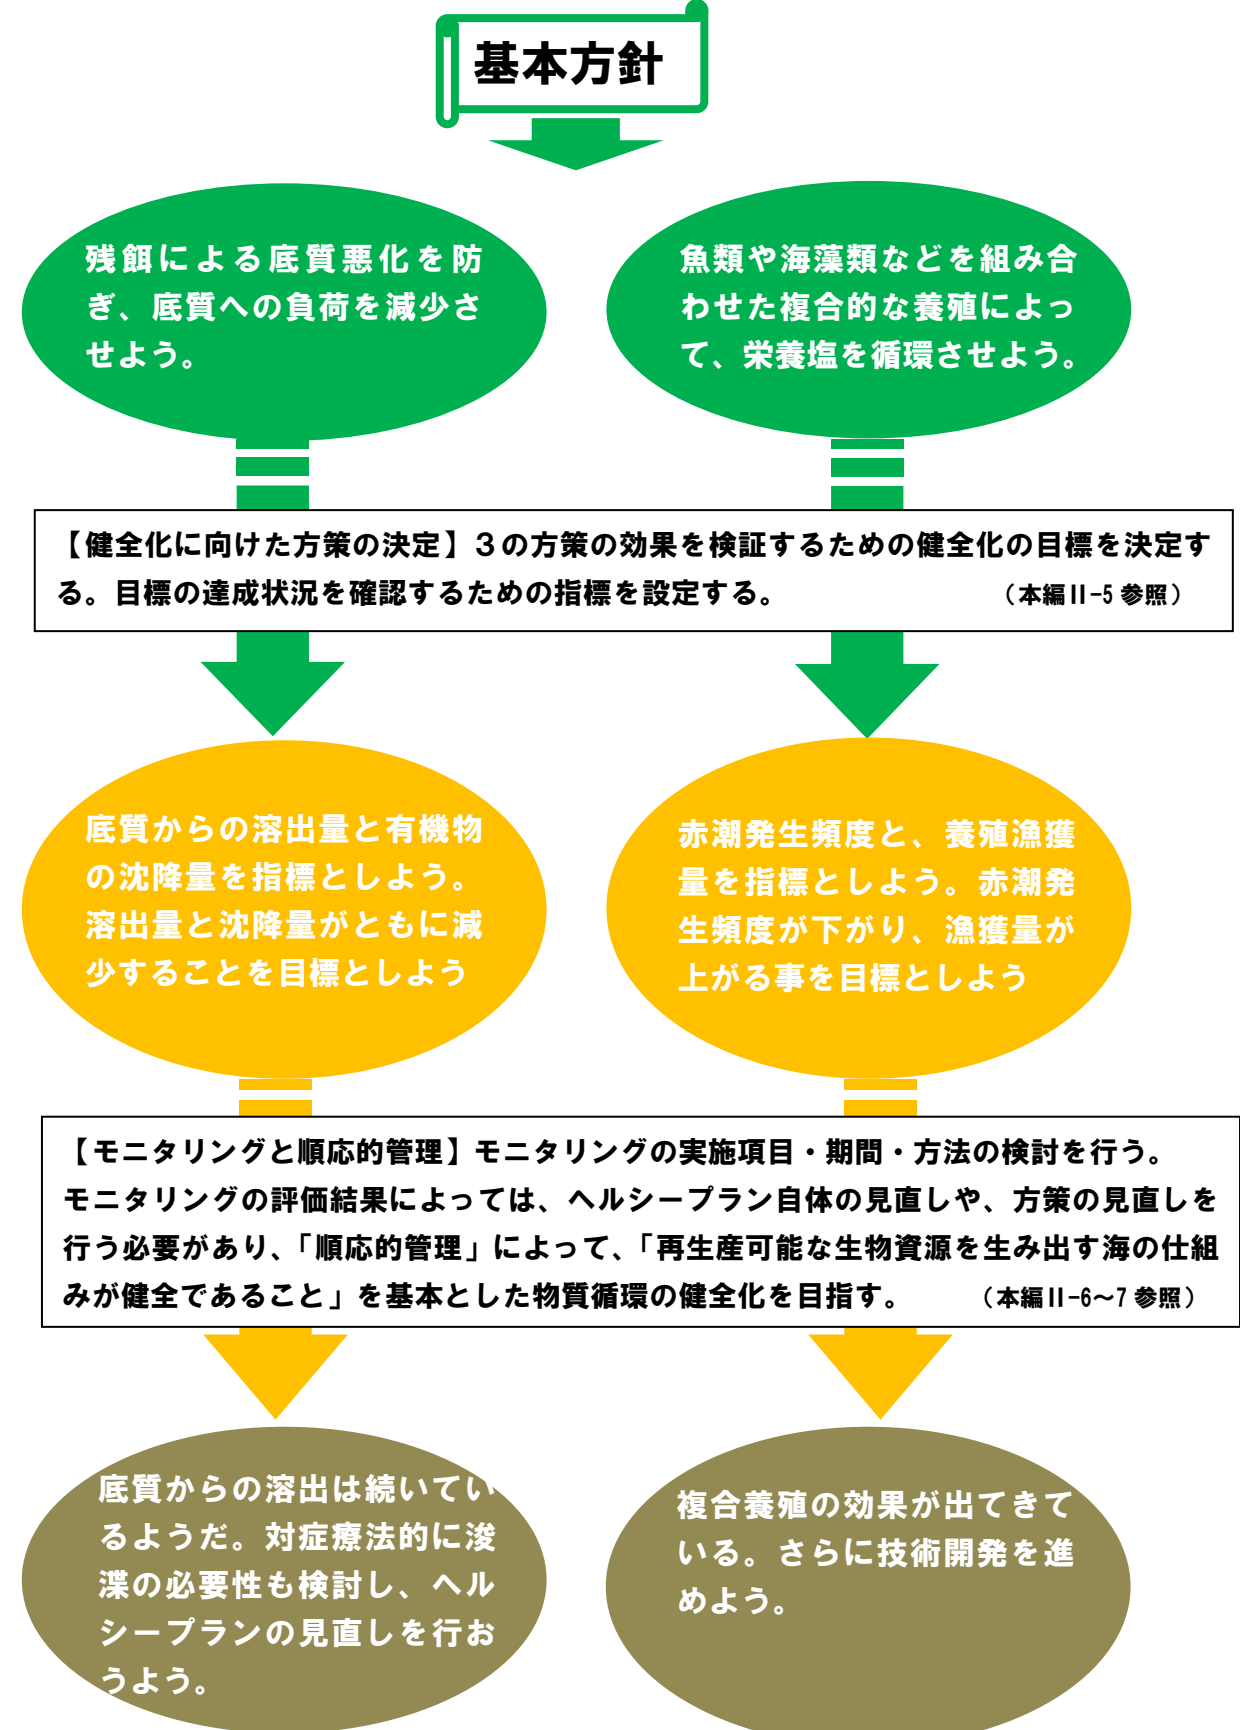 基本方針
残餌による底質悪化を防
ぎ、底質への負荷を減少さ
せよう。
魚類や海藻類などを組み合
わせた複合的な養殖によっ
て、栄養塩を循環させよう。
【健全化に向けた方策の決定】３の方策の効果を検証するための健全化の目標を決定す
る。目標の達成状況を確認するための指標を設定する。（本編Ⅱ-5 参照）
底質からの溶出量と有機物
の沈降量を指標としよう。
溶出量と沈降量がともに減
少することを目標としよう
赤潮発生頻度と、養殖漁獲
量を指標としよう。赤潮発
生頻度が下がり、漁獲量が
上がる事を目標としよう
【モニタリングと順応的管理】モニタリングの実施項目・期間・方法の検討を行う。
モニタリングの評価結果によっては、ヘルシープラン自体の見直しや、方策の見直しを
行う必要があり、「順応的管理」によって、「再生産可能な生物資源を生み出す海の仕組
みが健全であること」を基本とした物質循環の健全化を目指す。（本編Ⅱ-6～7 参照）
底質からの溶出は続いてい
るようだ。対症療法的に浚
渫の必要性も検討し、ヘル
シープランの見直しを行お
うよう。
複合養殖の効果が出てきて
いる。さらに技術開発を進
めよう。